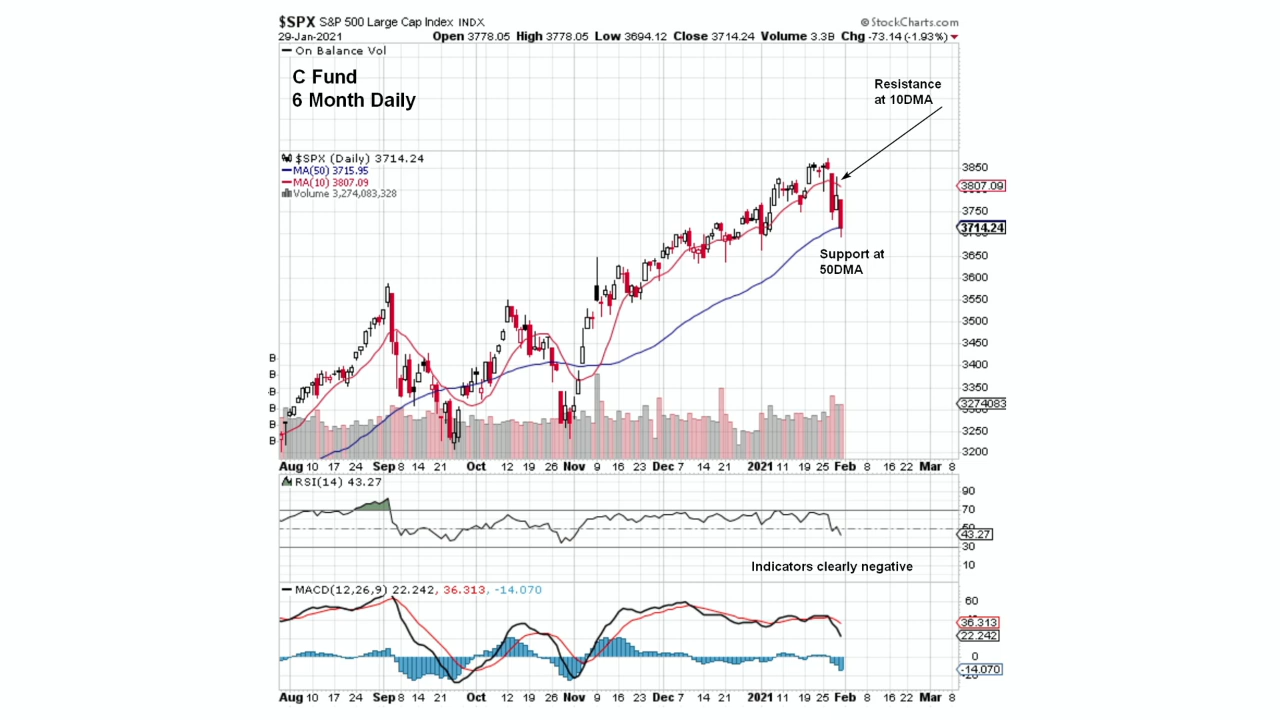 $SPX S&P 500 Large Cap Index INDX
© StockCharts.com
29-Jan-2021
Open 3778.05 High 3778.05 Low 3694.12 Close 3714.24 Volume 3.3B Chg -73.14 (-1.93%)
On Balance Vol
C Fund
6 Month Daily
Resistance
at 10DMA
$SPX (Daily) 3714.24
MA(50) 3715.95
MA(10) 3807.09
Volume 3,274,083,328
3850
3807.09
3750
3714.24
3650
3600
3550
3500
3450
3400
3350
3274083
3250
3200
Support at
50DMA
B
B
B
B
B
B
Aug 10 17 24 Sep 8 14 21 Oct 12 19 26 Nov 9 16 23 Dec 7 14 21 2021 11 19 25 Feb 8 16 22 Mar 8
RSI(14) 43.27
90
70
50
43.27
30
10
Indicators clearly negative
MACD(12,26,9) 22.242, 36.313, -14.070
60
36.313
22.242
0
-14.070
Aug 10 17 24 Sep 8 14 21 Oct 12 19 26 Nov 9 16 23 Dec 7 14 21 2021 11 19 25 Feb 8 16 22 Mar 8